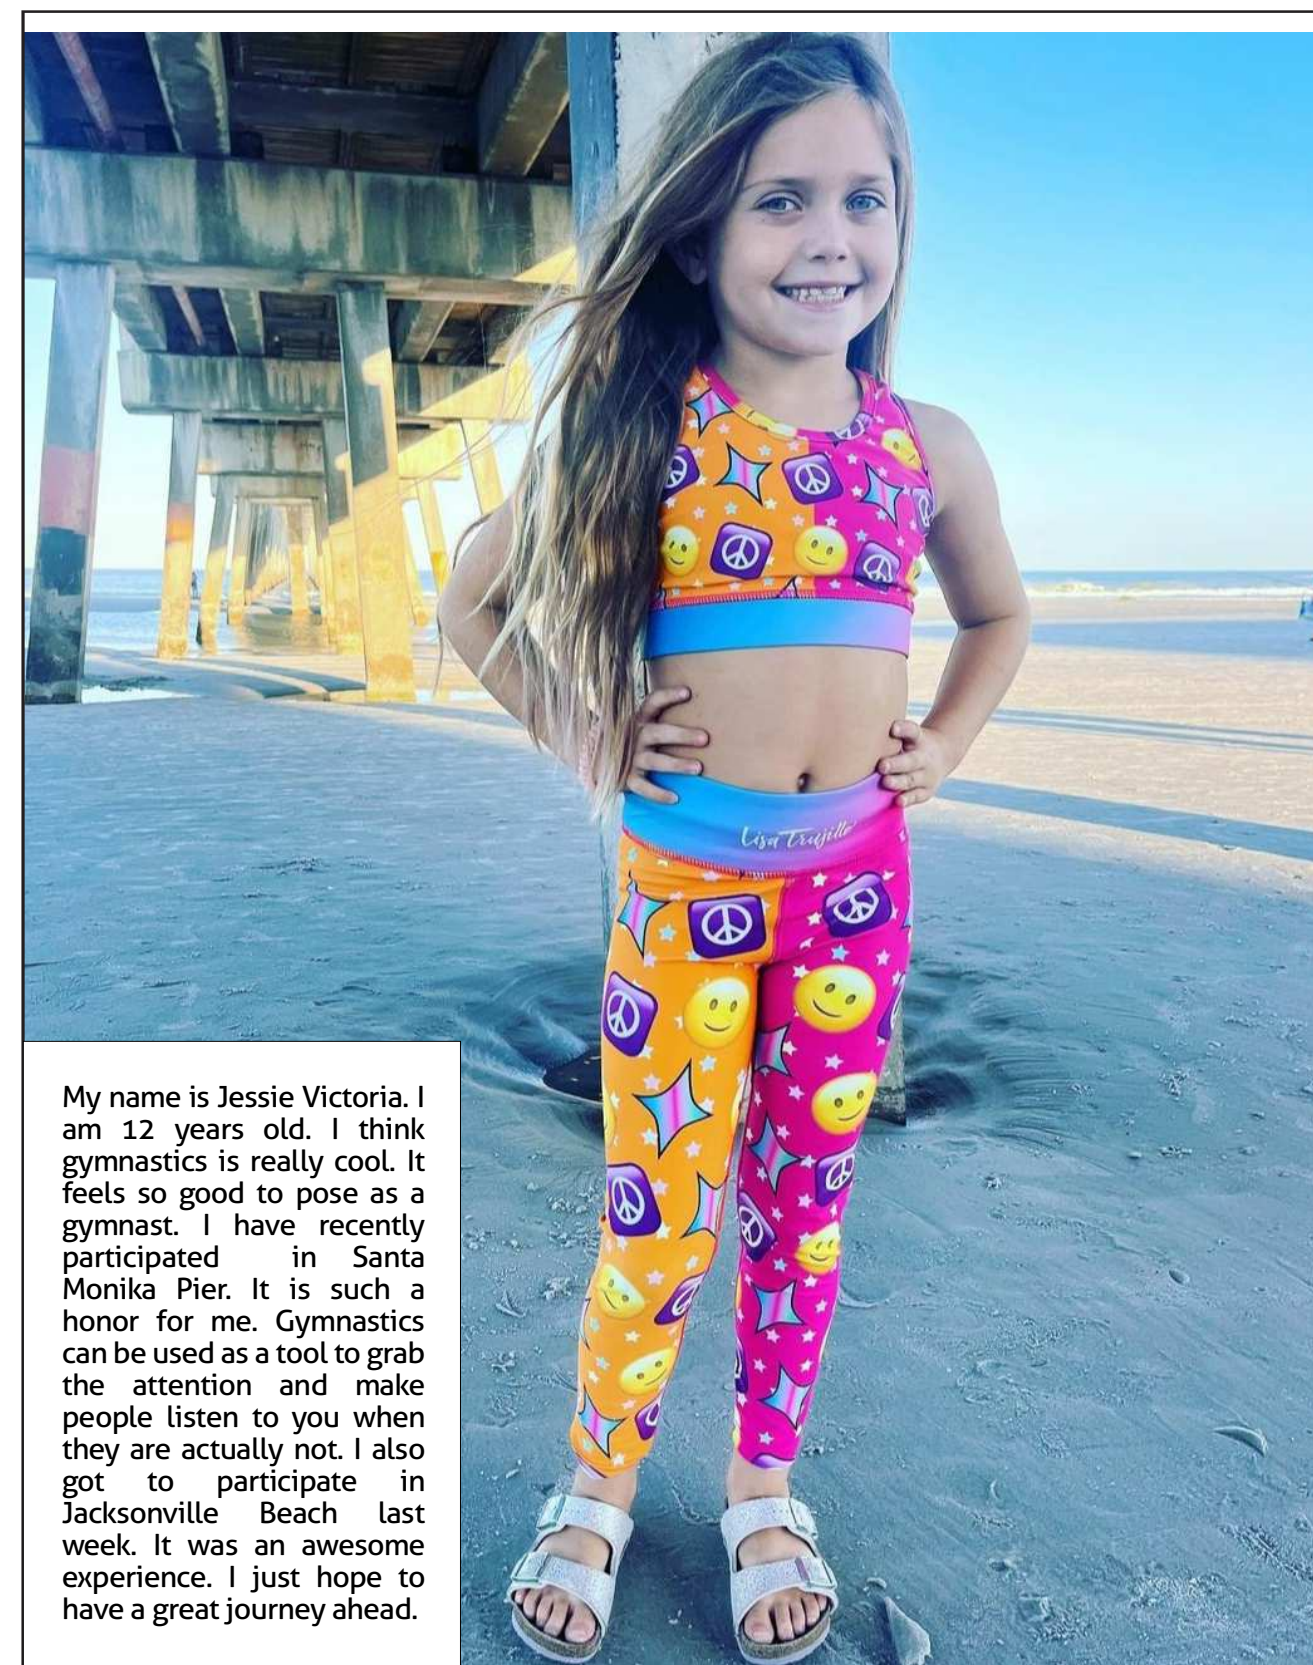 Lisa Trujillo
My name is Jessie Victoria. I
am 12 years old. I think
gymnastics is really cool. It
feels so good to pose as a
gymnast. I have recently
participated in Santa
Monika Pier. It is such a
honor for me. Gymnastics
can be used as a tool to grab
the attention and make
people listen to you when
they are actually not. I also
got to participate in
Jacksonville Beach last
week. It was an awesome
experience. I just hope to
have a great journey ahead.